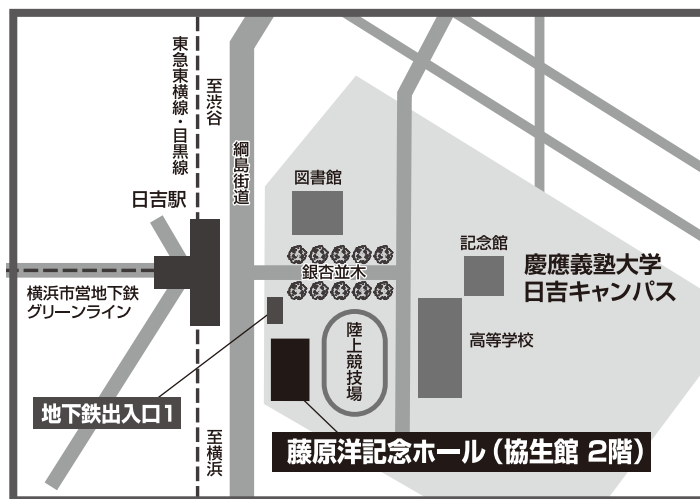 東急東横線・目黒線
至渋谷
綱島街道
日吉駅
図書館
銀杏並木
記念館
慶應義塾大学
日吉キャンパス
横浜市営地下鉄
グリーンライン
陸上競技場
高等学校
地下鉄出入口1
至横浜
藤原洋記念ホール（協生館 2階）